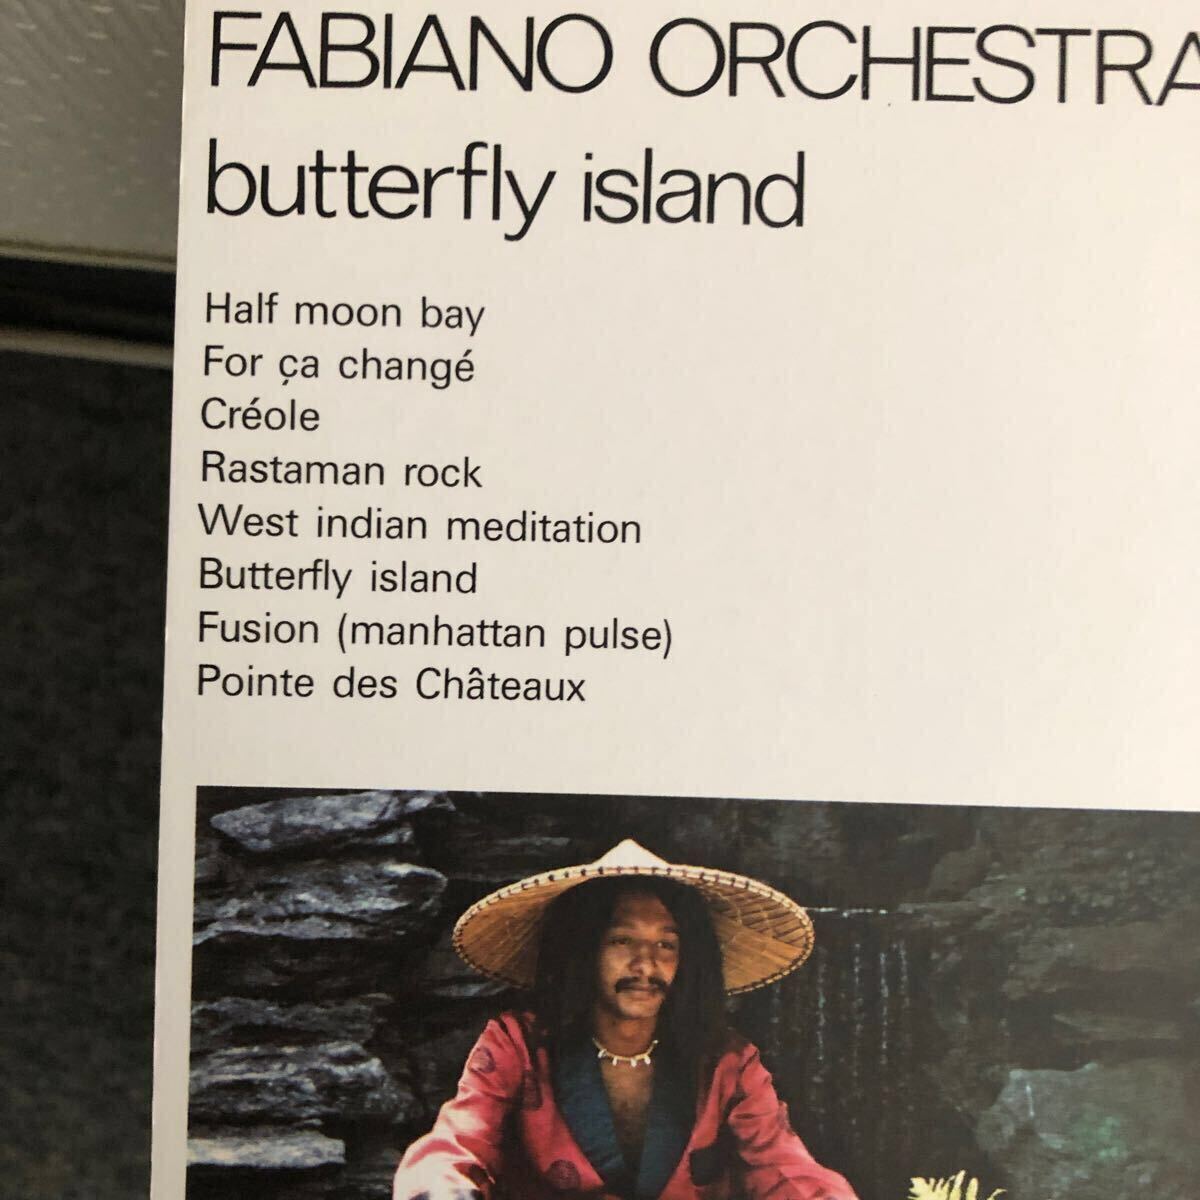 FABIANO ORCHESTRA
butterfly island
Half moon bay
For ça changé
Créole
Rastaman rock
West indian meditation
Butterfly island
Fusion (manhattan pulse)
Pointe des Châteaux